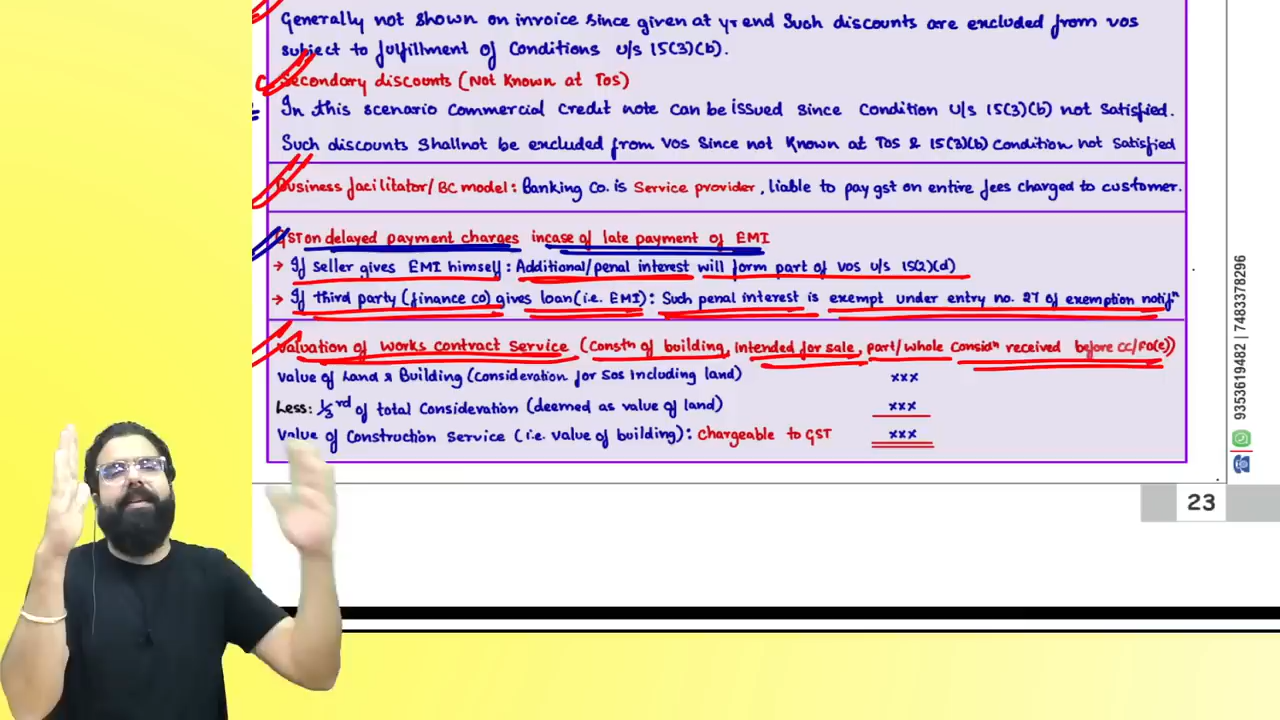 Generally not shown on invoice since given at yr end Such discounts are excluded from vos
subject to fulfillment of Conditions u/s 15(3)(b).
Secondary discounts (Not Known at TOS)
In this scenario Commercial Credit note can be issued since Condition u/s 15(3)(b) not satisfied.
Such discounts shallnot be excluded from VOS Since not Known at TOS & 15(3)(b) Condition not Satisfied
Business facilitator/BC model: Banking Co. is Service provider, liable to pay gst on entire fees charged to customer.
GST on delayed payment charges incase of late payment of EMI
→ If seller gives EMI himself: Additional/penal interest will form part of vos u/s 15(2)(d)
→ If third party (finance co) gives loan (i.e. EMI): Such penal interest is exempt under entry no. 27 of exemption notifⁿ
Valuation of Works Contract Service (Constⁿ of building, Intended for sale, part/whole Considⁿ received before CC/FO(E))
Value of Land & Building (Consideration for SOS Including land) xxx
Less: 1/3rd of total Consideration (deemed as value of land) xxx
Value of Construction Service (i.e. value of building): Chargeable to GST xxx
23
9353619482 | 7483378296